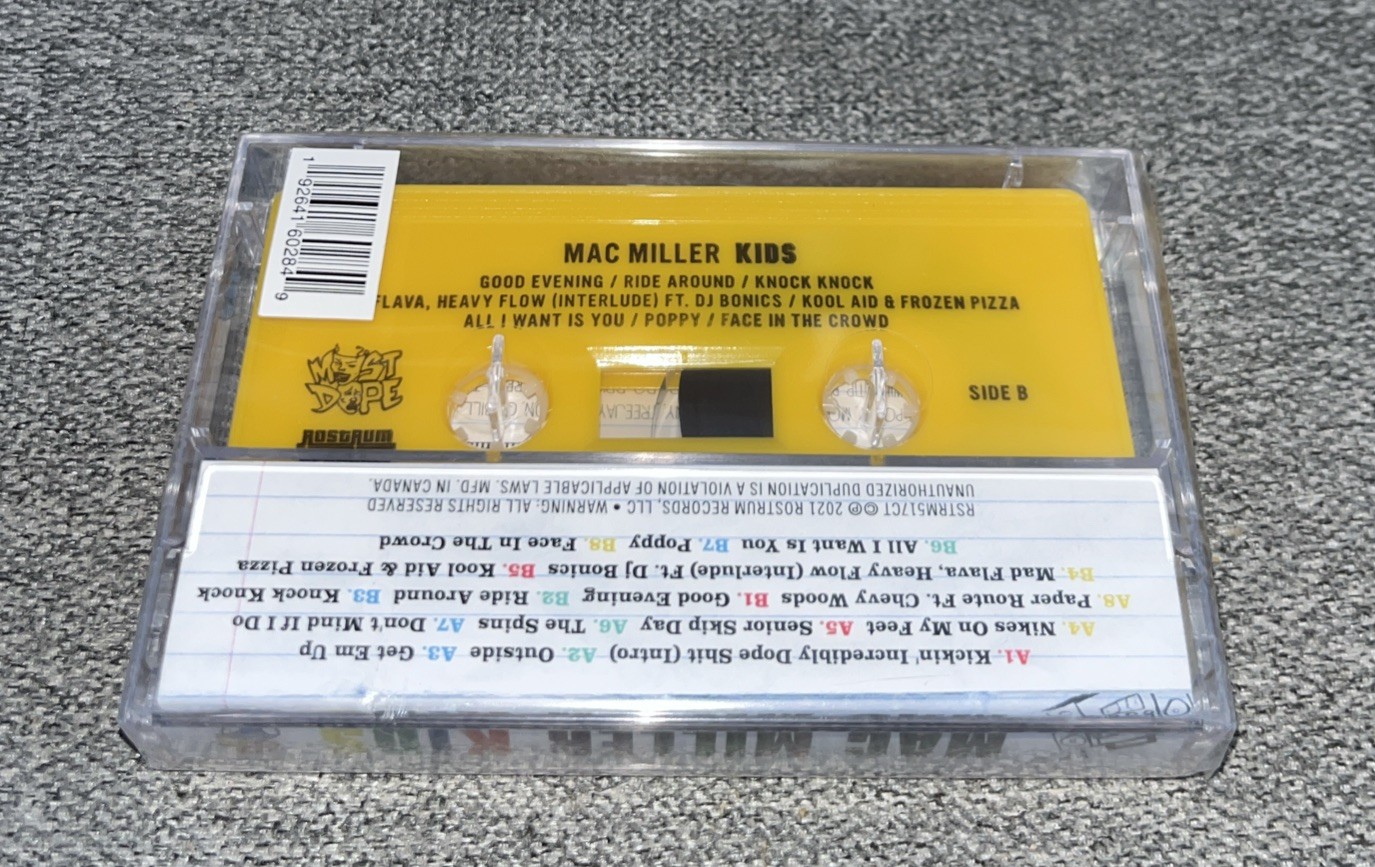 1 92641 60284 9
MAC MILLER KIDS
GOOD EVENING / RIDE AROUND / KNOCK KNOCK
FLAVA, HEAVY FLOW (INTERLUDE) FT. DJ BONICS / KOOL AID & FROZEN PIZZA
ALL I WANT IS YOU / POPPY / FACE IN THE CROWD
MOST
DOPE
ROSTRUM
SIDE B
A1. Kickin' Incredibly Dope Shit (Intro) A2. Outside A3. Get Em Up
A4. Nikes On My Feet A5. Senior Skip Day A6. The Spins A7. Don't Mind If I Do
A8. Paper Route Ft. Chevy Woods B1. Good Evening B2. Ride Around B3. Knock Knock
B4. Mad Flava, Heavy Flow (Interlude) Ft. Dj Bonics B5. Kool Aid & Frozen Pizza
B6. All I Want Is You B7. Poppy B8. Face In The Crowd
RSTRM517CT ©℗ 2021 ROSTRUM RECORDS, LLC • WARNING: ALL RIGHTS RESERVED
UNAUTHORIZED DUPLICATION IS A VIOLATION OF APPLICABLE LAWS. MFD. IN CANADA.
MAC MILLER KIDS